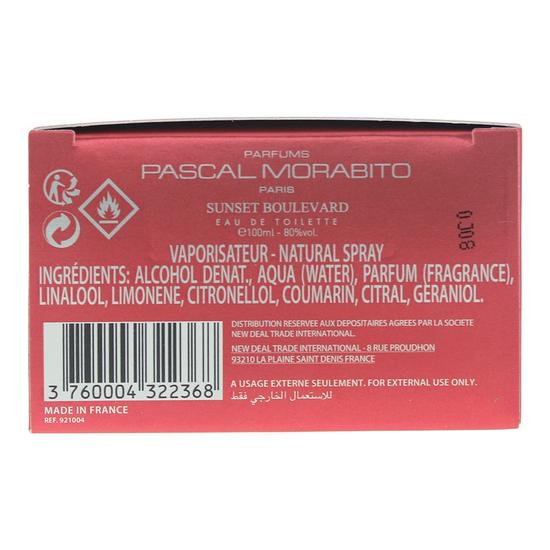 PARFUMS
PASCAL MORABITO
PARIS
SUNSET BOULEVARD
EAU DE TOILETTE
℮100ml - 80%vol.
0308
VAPORISATEUR - NATURAL SPRAY
INGRÉDIENTS: ALCOHOL DENAT., AQUA (WATER), PARFUM (FRAGRANCE),
LINALOOL, LIMONENE, CITRONELLOL, COUMARIN, CITRAL, GÉRANIOL.
DISTRIBUTION RESERVEE AUX DEPOSITAIRES AGREES PAR LA SOCIETE
NEW DEAL TRADE INTERNATIONAL.
NEW DEAL TRADE INTERNATIONAL - 8 RUE PROUDHON
93210 LA PLAINE SAINT DENIS FRANCE
3 760004 322368
A USAGE EXTERNE SEULEMENT. FOR EXTERNAL USE ONLY.
للإستعمال الخارجي فقط
MADE IN FRANCE
REF. 921004